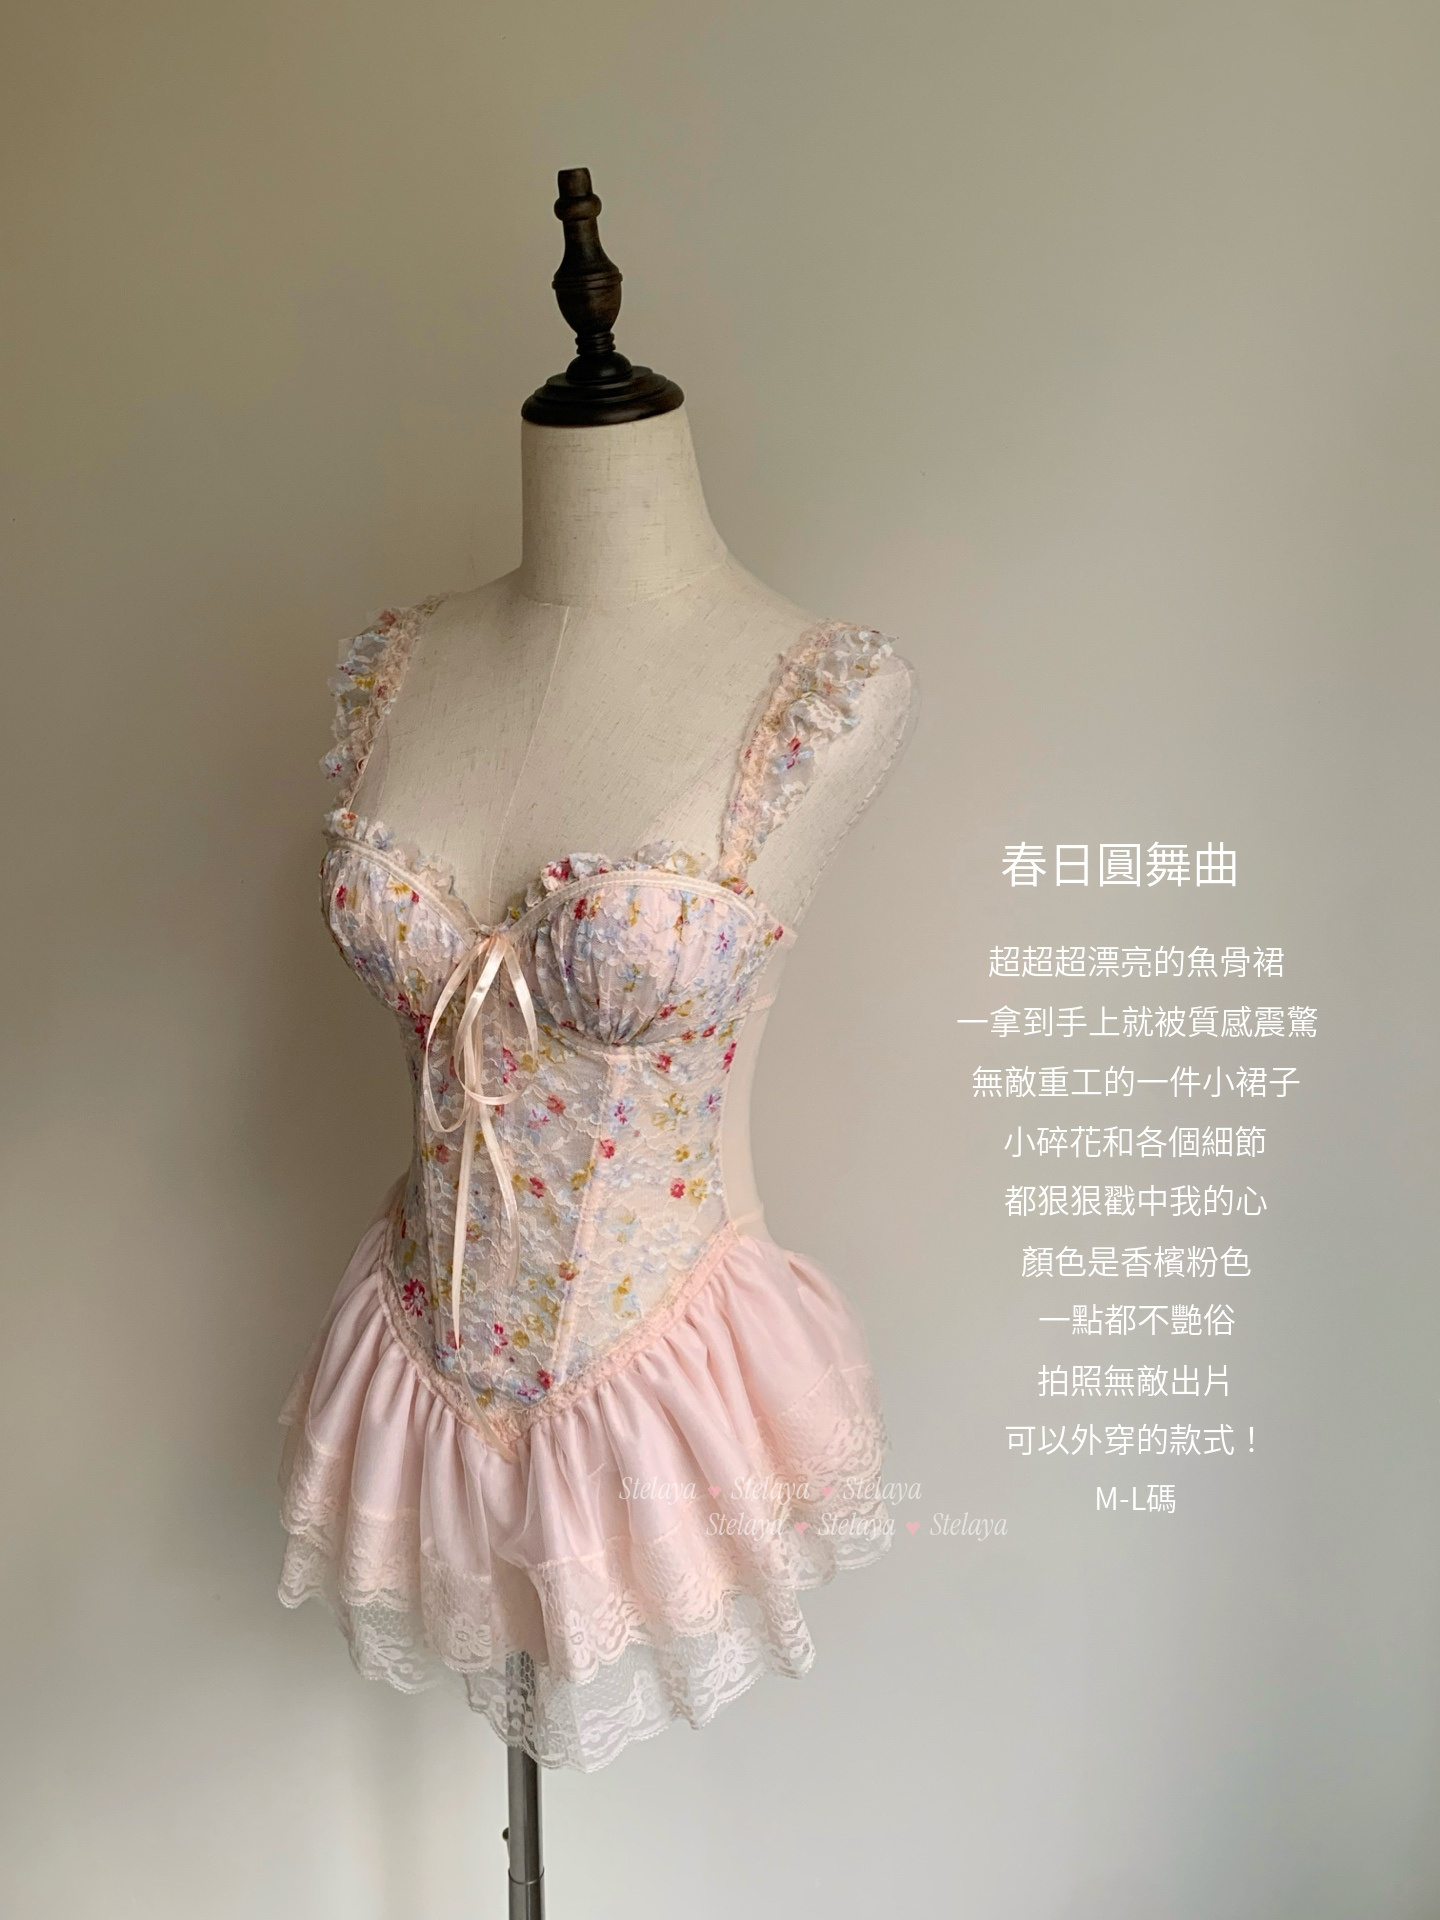 春日圓舞曲
超超超漂亮的魚骨裙
一拿到手上就被質感震驚
無敵重工的一件小裙子
小碎花和各個細節
都狠狠戳中我的心
顏色是香檳粉色
一點都不艷俗
拍照無敵出片
可以外穿的款式！
M-L碼
Stelaya ♥ Stelaya ♥ Stelaya
Stelaya ♥ Stelaya ♥ Stelaya